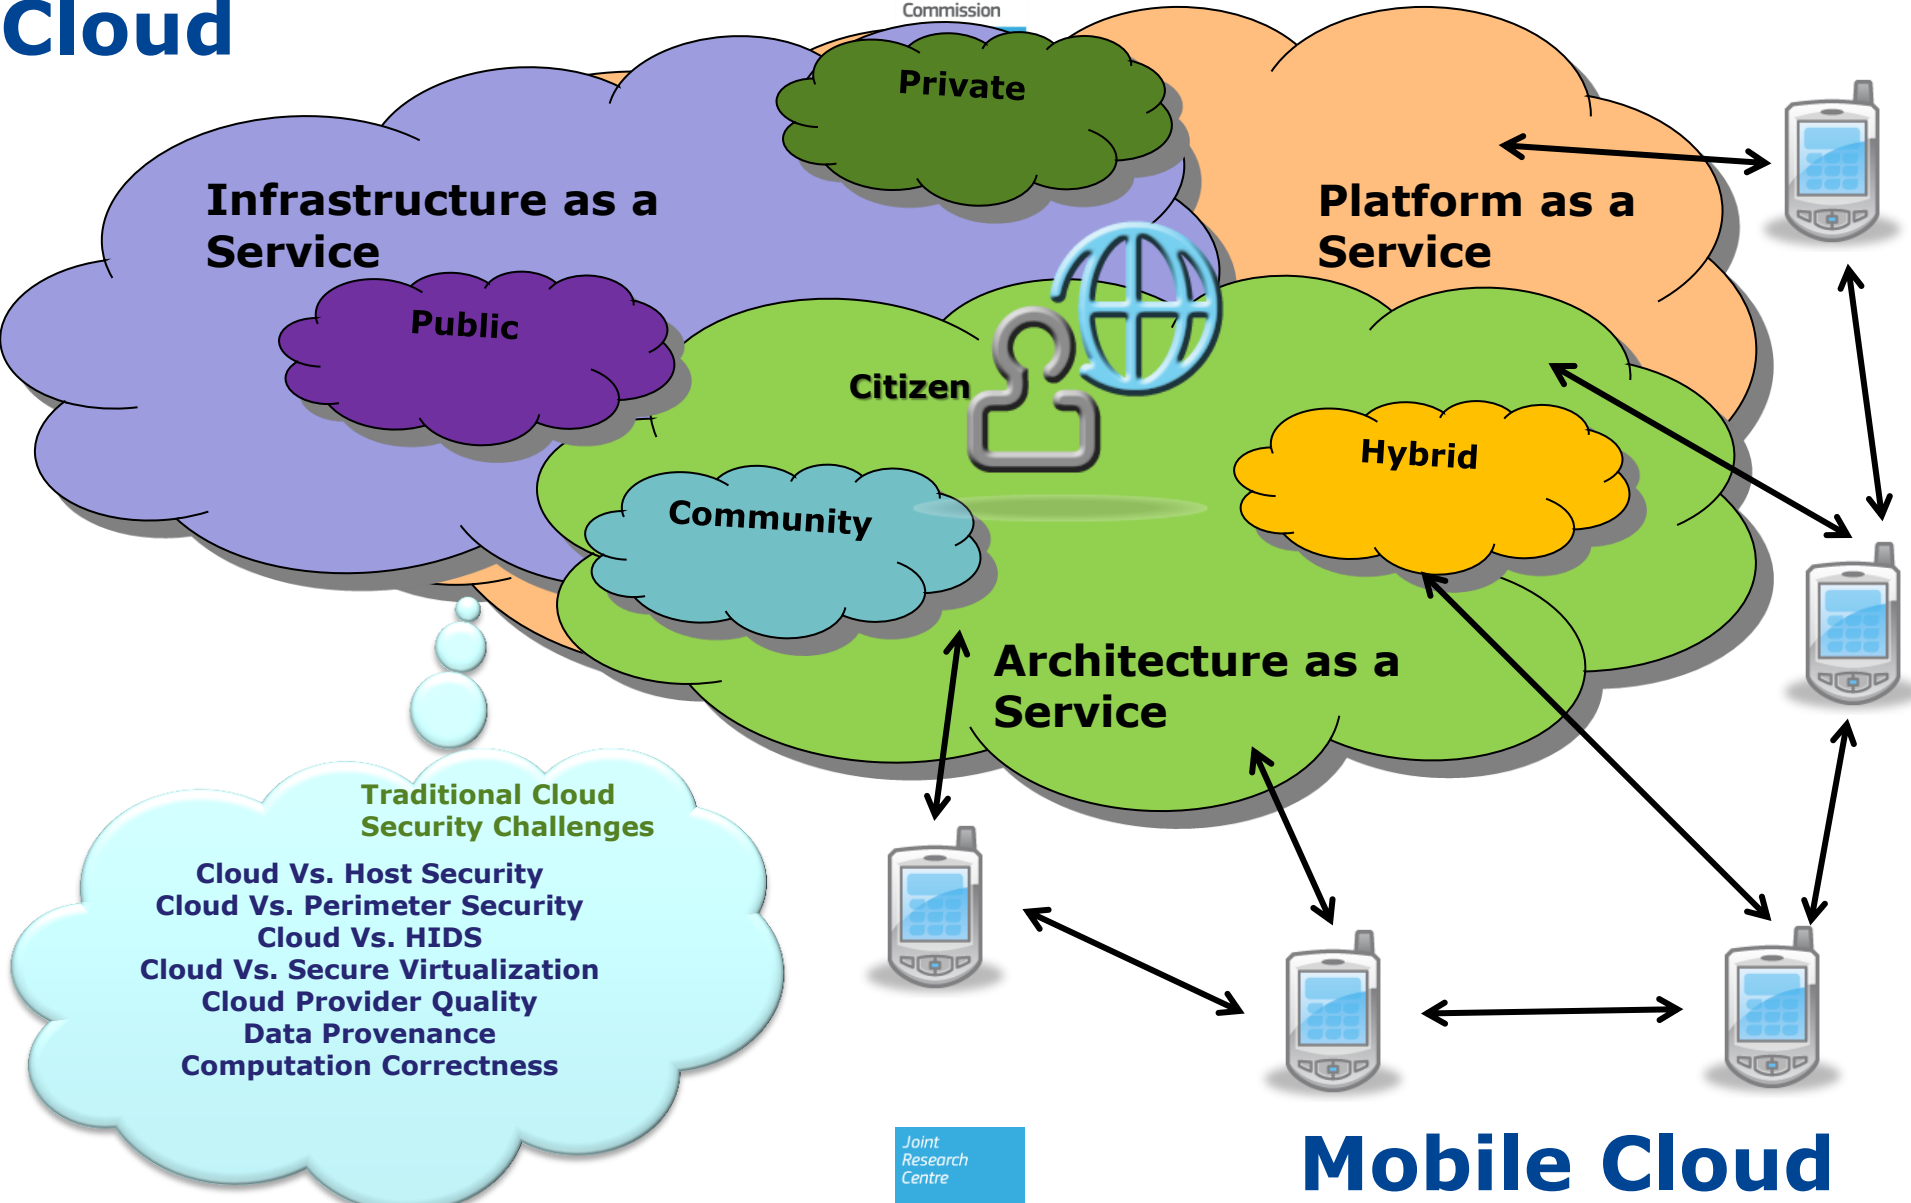 Cloud
Commission
Private
Infrastructure as a
Service
Platform as a
Service
Public
Citizen
Hybrid
Community
Architecture as a
Service
Traditional Cloud
Security Challenges
Cloud Vs. Host Security
Cloud Vs. Perimeter Security
Cloud Vs. HIDS
Cloud Vs. Secure Virtualization
Cloud Provider Quality
Data Provenance
Computation Correctness
Joint
Research
Centre
Mobile Cloud